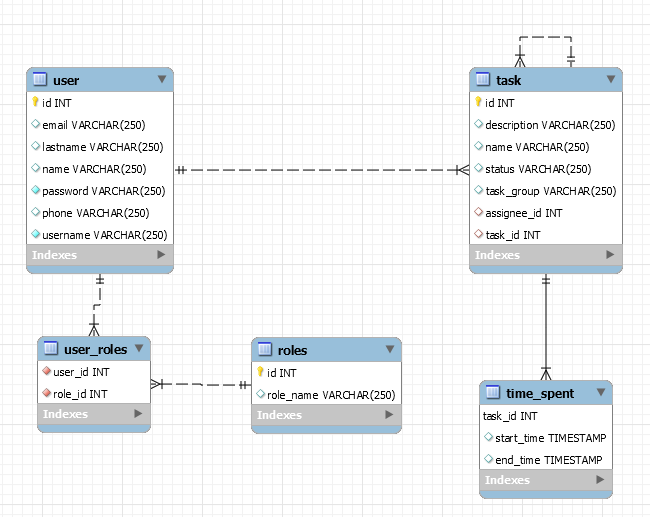 user
id INT
email VARCHAR(250)
lastname VARCHAR(250)
name VARCHAR(250)
password VARCHAR(250)
phone VARCHAR(250)
username VARCHAR(250)
Indexes
task
id INT
description VARCHAR(250)
name VARCHAR(250)
status VARCHAR(250)
task_group VARCHAR(250)
assignee_id INT
task_id INT
Indexes
user_roles
user_id INT
role_id INT
Indexes
roles
id INT
role_name VARCHAR(250)
Indexes
time_spent
task_id INT
start_time TIMESTAMP
end_time TIMESTAMP
Indexes